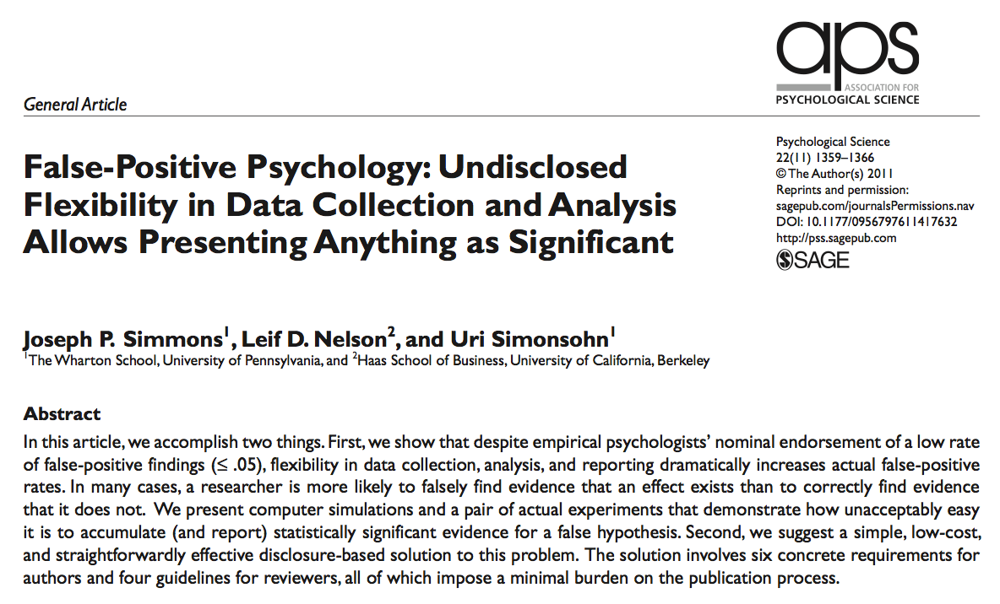 aps
ASSOCIATION FOR
PSYCHOLOGICAL SCIENCE
General Article
False-Positive Psychology: Undisclosed
Flexibility in Data Collection and Analysis
Allows Presenting Anything as Significant
Psychological Science
22(11) 1359–1366
© The Author(s) 2011
Reprints and permission:
sagepub.com/journalsPermissions.nav
DOI: 10.1177/0956797611417632
http://pss.sagepub.com
SAGE
Joseph P. Simmons1, Leif D. Nelson2, and Uri Simonsohn1
1The Wharton School, University of Pennsylvania, and 2Haas School of Business, University of California, Berkeley
Abstract
In this article, we accomplish two things. First, we show that despite empirical psychologists’ nominal endorsement of a low rate
of false-positive findings (≤ .05), flexibility in data collection, analysis, and reporting dramatically increases actual false-positive
rates. In many cases, a researcher is more likely to falsely find evidence that an effect exists than to correctly find evidence
that it does not. We present computer simulations and a pair of actual experiments that demonstrate how unacceptably easy
it is to accumulate (and report) statistically significant evidence for a false hypothesis. Second, we suggest a simple, low-cost,
and straightforwardly effective disclosure-based solution to this problem. The solution involves six concrete requirements for
authors and four guidelines for reviewers, all of which impose a minimal burden on the publication process.